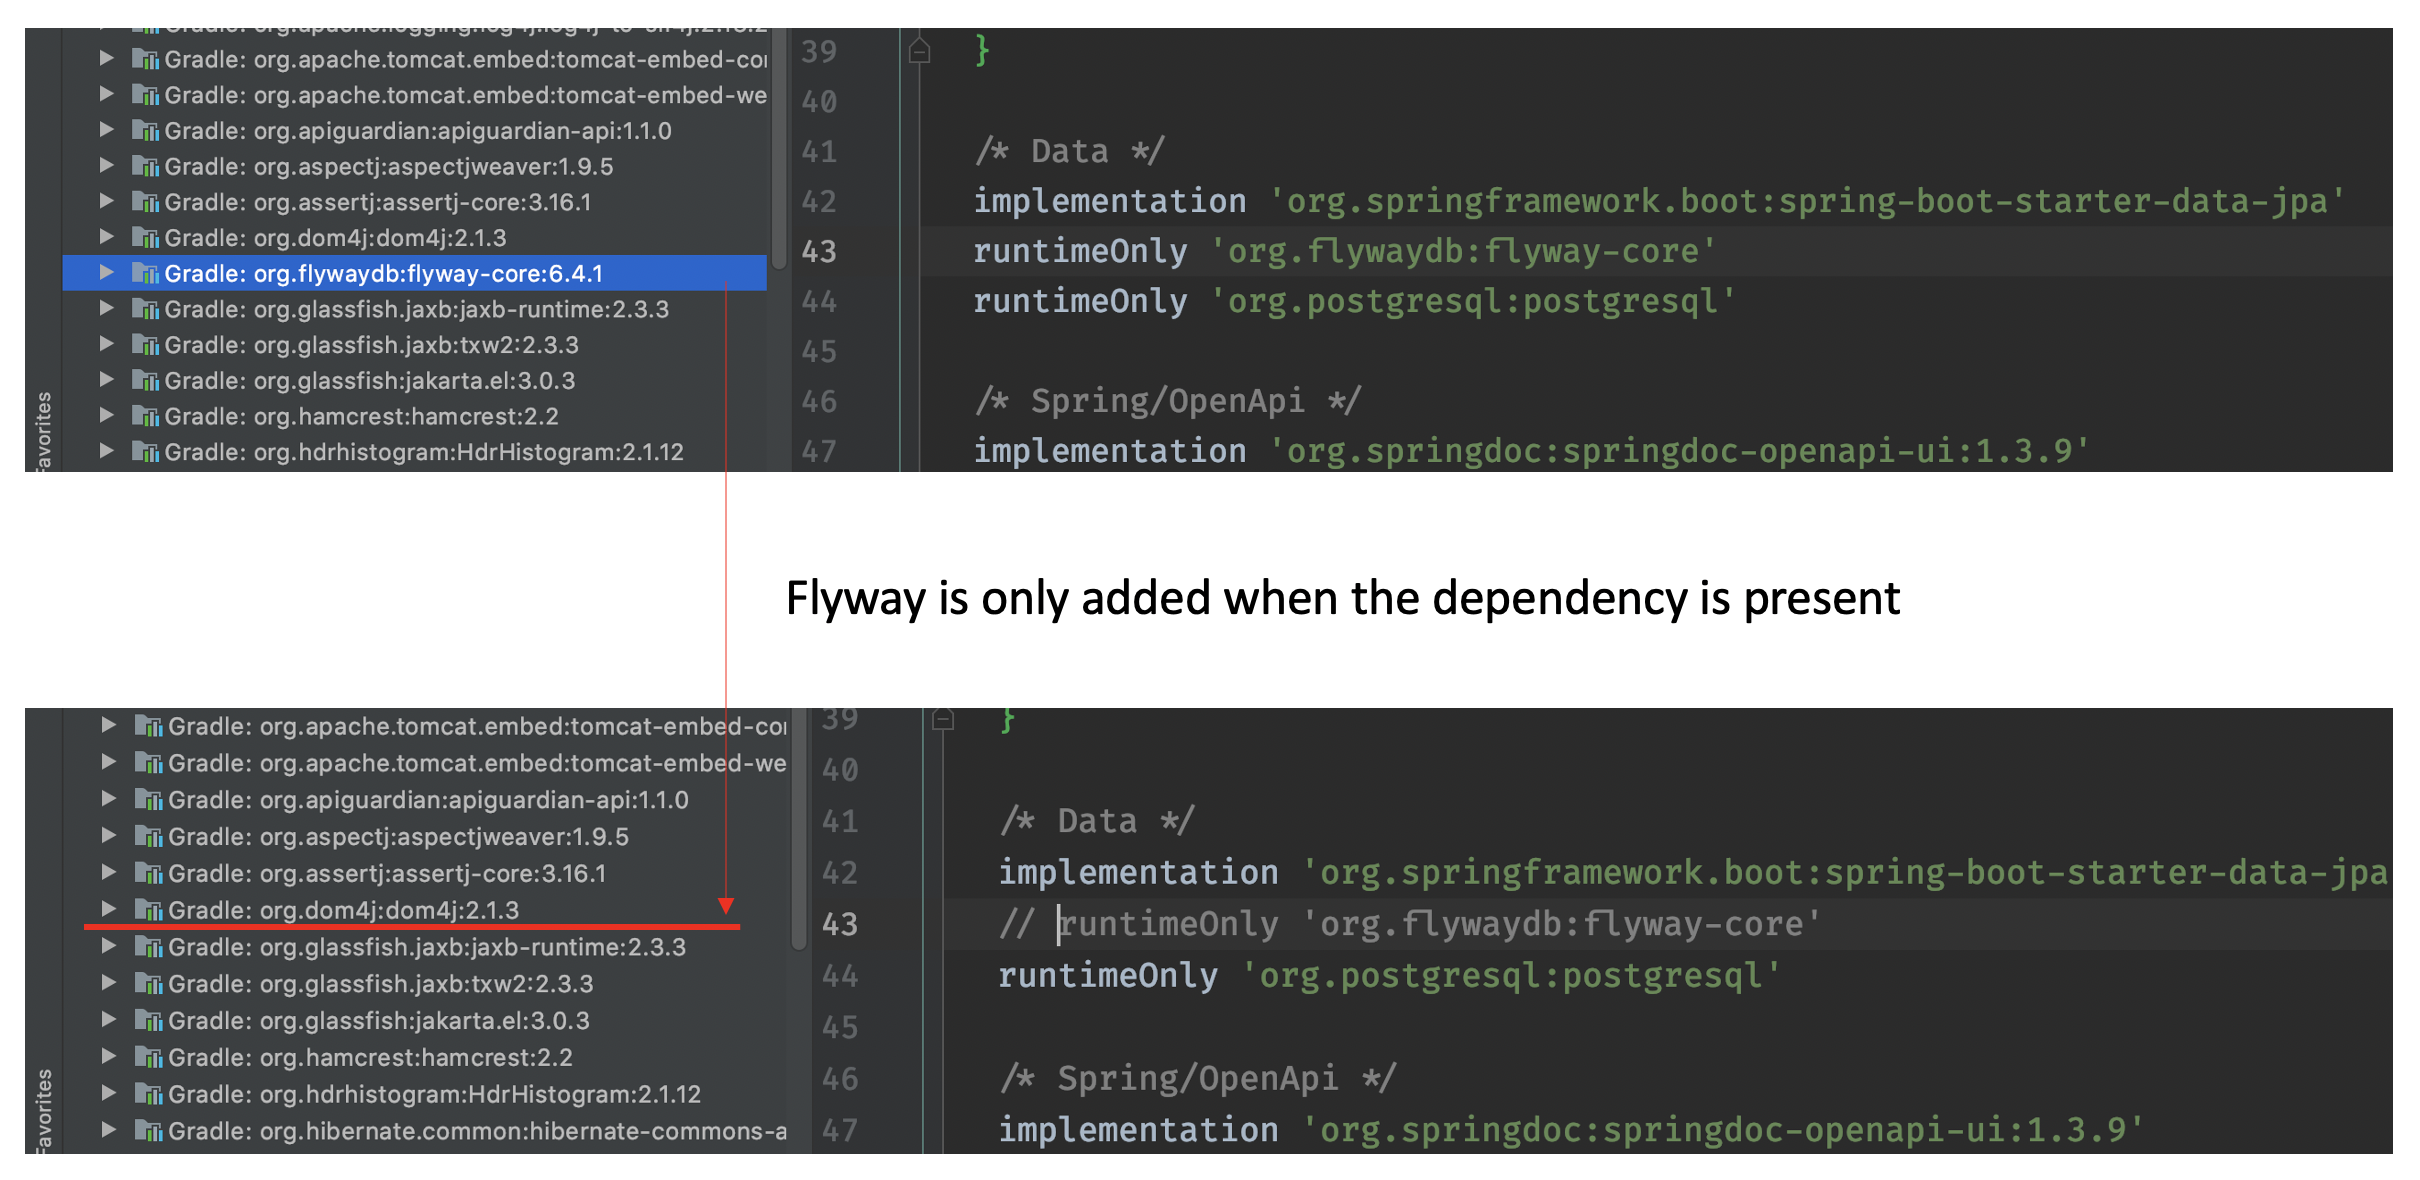 Gradle: org.apache.logging.log4j:log4j-to-slf4j:2.13.2
Gradle: org.apache.tomcat.embed:tomcat-embed-co
Gradle: org.apache.tomcat.embed:tomcat-embed-we
Gradle: org.apiguardian:apiguardian-api:1.1.0
Gradle: org.aspectj:aspectjweaver:1.9.5
Gradle: org.assertj:assertj-core:3.16.1
Gradle: org.dom4j:dom4j:2.1.3
Gradle: org.flywaydb:flyway-core:6.4.1
Gradle: org.glassfish.jaxb:jaxb-runtime:2.3.3
Gradle: org.glassfish.jaxb:txw2:2.3.3
Gradle: org.glassfish:jakarta.el:3.0.3
Gradle: org.hamcrest:hamcrest:2.2
Gradle: org.hdrhistogram:HdrHistogram:2.1.12
Favorites
39 }
40
41 /* Data */
42 implementation 'org.springframework.boot:spring-boot-starter-data-jpa'
43 runtimeOnly 'org.flywaydb:flyway-core'
44 runtimeOnly 'org.postgresql:postgresql'
45
46 /* Spring/OpenApi */
47 implementation 'org.springdoc:springdoc-openapi-ui:1.3.9'
Flyway is only added when the dependency is present
Gradle: org.apache.tomcat.embed:tomcat-embed-co
Gradle: org.apache.tomcat.embed:tomcat-embed-we
Gradle: org.apiguardian:apiguardian-api:1.1.0
Gradle: org.aspectj:aspectjweaver:1.9.5
Gradle: org.assertj:assertj-core:3.16.1
Gradle: org.dom4j:dom4j:2.1.3
Gradle: org.glassfish.jaxb:jaxb-runtime:2.3.3
Gradle: org.glassfish.jaxb:txw2:2.3.3
Gradle: org.glassfish:jakarta.el:3.0.3
Gradle: org.hamcrest:hamcrest:2.2
Gradle: org.hdrhistogram:HdrHistogram:2.1.12
Gradle: org.hibernate.common:hibernate-commons-a
Favorites
39 }
40
41 /* Data */
42 implementation 'org.springframework.boot:spring-boot-starter-data-jpa
43 // runtimeOnly 'org.flywaydb:flyway-core'
44 runtimeOnly 'org.postgresql:postgresql'
45
46 /* Spring/OpenApi */
47 implementation 'org.springdoc:springdoc-openapi-ui:1.3.9'